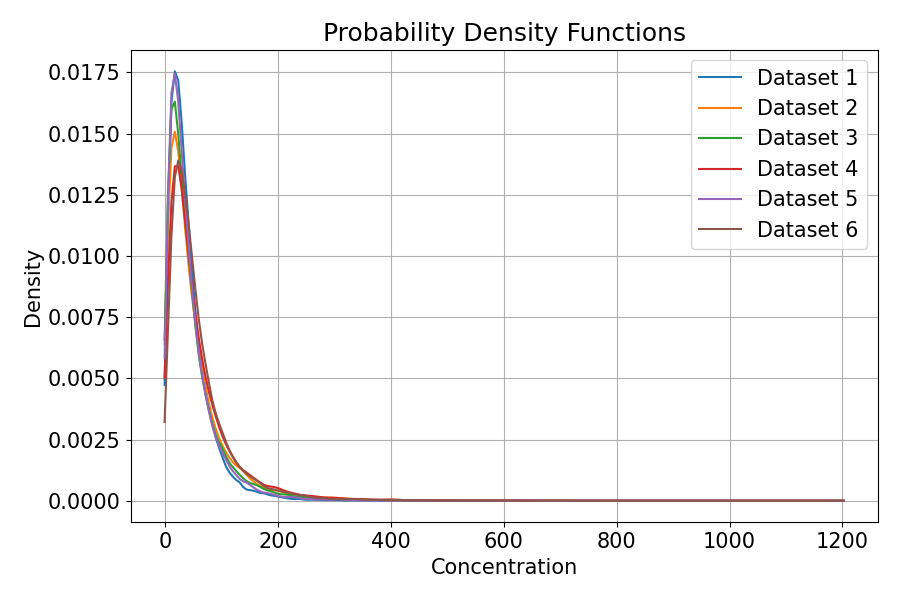 Probability Density Functions
Dataset 1
Dataset 2
Dataset 3
Dataset 4
Dataset 5
Dataset 6
0.0175
0.0150
0.0125
0.0100
0.0075
0.0050
0.0025
0.0000
Density
0 200 400 600 800 1000 1200
Concentration